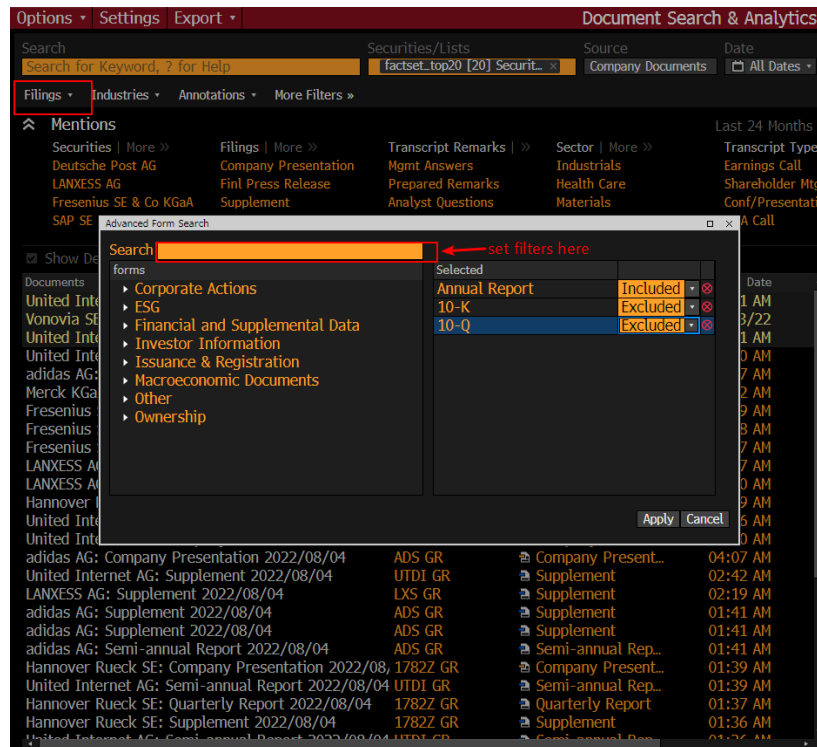 Options Settings Export Document Search & Analytics
Search Securities/Lists Source Date
Search for Keyword, ? for Help factset_top20 [20] Securit... × Company Documents All Dates
Filings Industries Annotations More Filters »
Mentions Last 24 Months
Securities | More » Filings | More » Transcript Remarks | » Sector | More » Transcript Type
Deutsche Post AG Company Presentation Mgmt Answers Industrials Earnings Call
LANXESS AG Finl Press Release Prepared Remarks Health Care Shareholder Mtg
Fresenius SE & Co KGaA Supplement Analyst Questions Materials Conf/Presentati
SAP SE Advanced Form Search × A Call
Search set filters here
Show De forms Selected
Documents Date
Corporate Actions Annual Report Included
United Inte 1 AM
ESG 10-K Excluded
Vonovia SE 3/22
Financial and Supplemental Data 10-Q Excluded
United Inte 1 AM
Investor Information
United Inte 0 AM
Issuance & Registration
adidas AG: 7 AM
Macroeconomic Documents
Merck KGa 2 AM
Other
Fresenius 9 AM
Ownership
Fresenius 8 AM
Fresenius 7 AM
LANXESS A 7 AM
LANXESS A 0 AM
Hannover 9 AM
United Inte Apply Cancel 6 AM
United Inte 0 AM
adidas AG: Company Presentation 2022/08/04 ADS GR Company Present... 04:07 AM
United Internet AG: Supplement 2022/08/04 UTDI GR Supplement 02:42 AM
LANXESS AG: Supplement 2022/08/04 LXS GR Supplement 02:19 AM
adidas AG: Supplement 2022/08/04 ADS GR Supplement 01:41 AM
adidas AG: Supplement 2022/08/04 ADS GR Supplement 01:41 AM
adidas AG: Semi-annual Report 2022/08/04 ADS GR Semi-annual Rep... 01:41 AM
Hannover Rueck SE: Company Presentation 2022/08/ 1782Z GR Company Present... 01:39 AM
United Internet AG: Semi-annual Report 2022/08/04 UTDI GR Semi-annual Rep... 01:39 AM
Hannover Rueck SE: Quarterly Report 2022/08/04 1782Z GR Quarterly Report 01:37 AM
Hannover Rueck SE: Supplement 2022/08/04 1782Z GR Supplement 01:36 AM